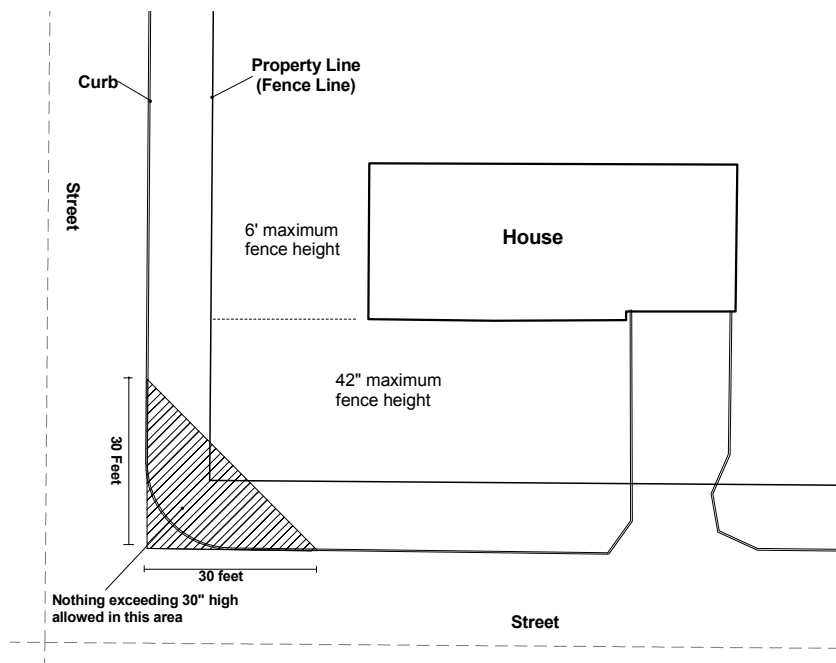 Property Line
(Fence Line)
Curb
Street
6' maximum
fence height
House
42" maximum
fence height
30 Feet
30 feet
Nothing exceeding 30" high
allowed in this area
Street